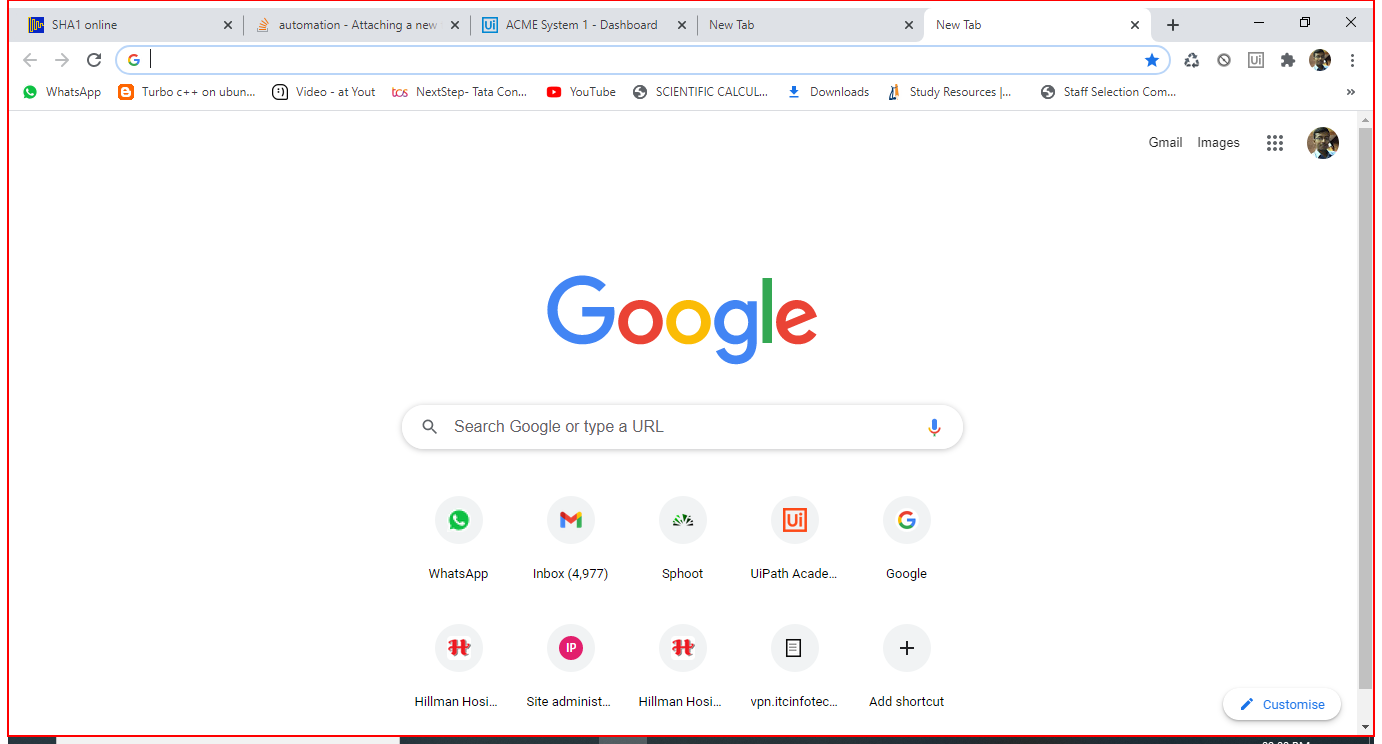 SHA1 online
automation - Attaching a new
ACME System 1 - Dashboard
New Tab
New Tab
WhatsApp
Turbo c++ on ubun...
Video - at Yout
tcs NextStep- Tata Con...
YouTube
SCIENTIFIC CALCUL...
Downloads
Study Resources |...
Staff Selection Com...
»
Gmail Images
Google
Search Google or type a URL
WhatsApp
Inbox (4,977)
Sphoot
Ui
UiPath Acade...
Google
Hillman Hosi...
IP
Site administ...
Hillman Hosi...
vpn.itcinfotec...
Add shortcut
Customise